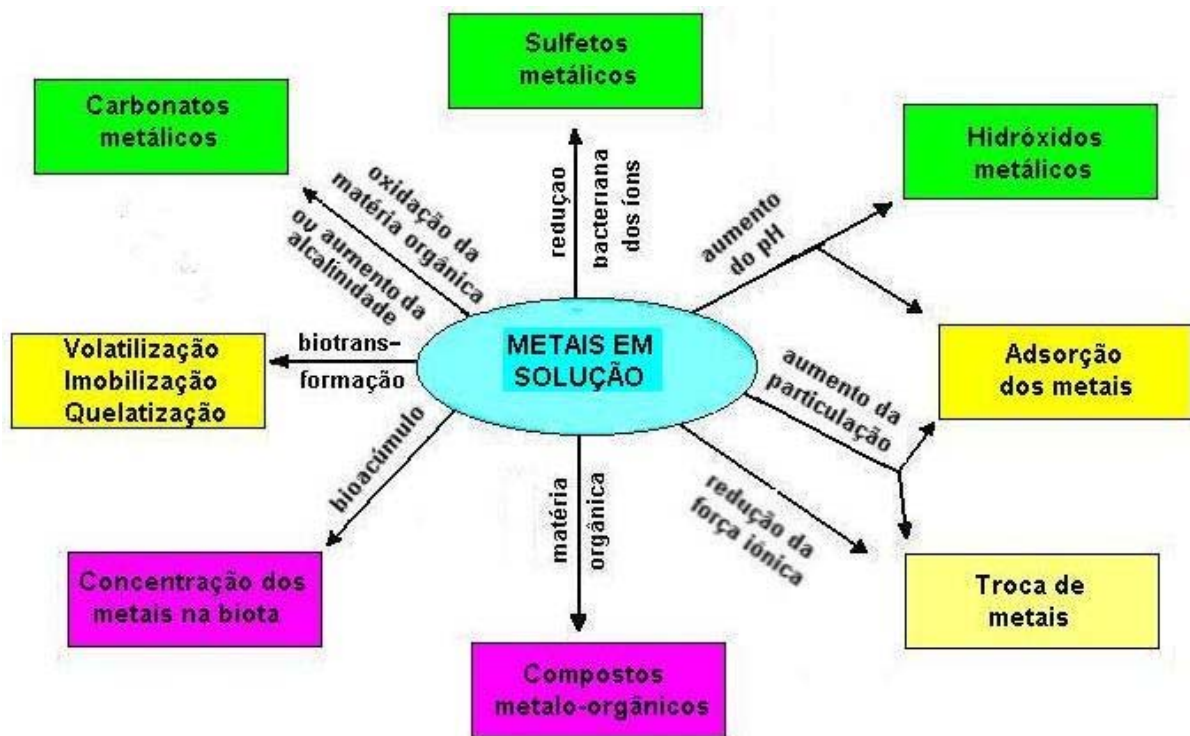 Sulfetos
metálicos
Carbonatos
metálicos
Hidróxidos
metálicos
oxidação da
matéria orgânica
ou aumento da
alcalinidade
redução
bacteriana
dos íons
aumento
do pH
METAIS EM
SOLUÇÃO
Volatilização
Imobilização
Quelatização
biotrans-
formação
Adsorção
dos metais
aumento da
particulação
bioacúmulo
matéria
orgânica
redução da
força iónica
Concentração dos
metais na biota
Troca de
metais
Compostos
metalo-orgânicos